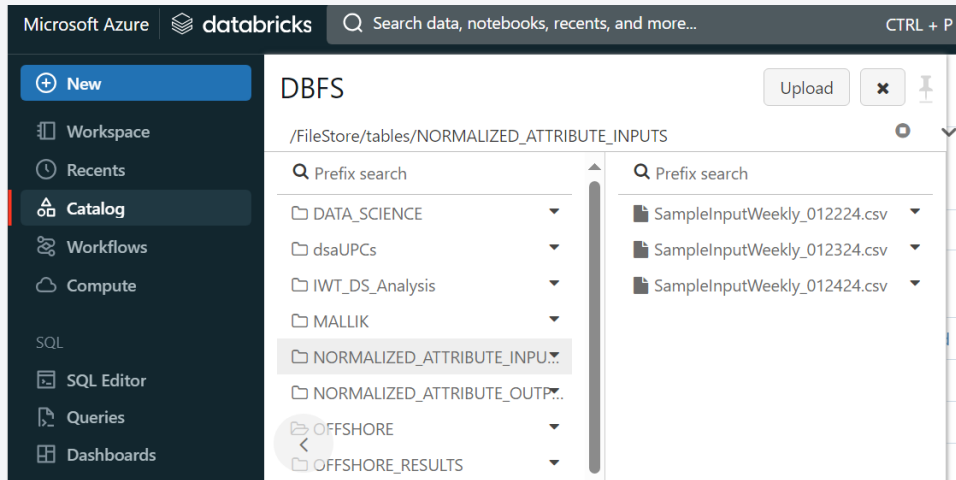 Microsoft Azure databricks Search data, notebooks, recents, and more... CTRL + P
New
Workspace
Recents
Catalog
Workflows
Compute
SQL
SQL Editor
Queries
Dashboards
DBFS
Upload
/FileStore/tables/NORMALIZED_ATTRIBUTE_INPUTS
Prefix search
DATA_SCIENCE
dsaUPCs
IWT_DS_Analysis
MALLIK
NORMALIZED_ATTRIBUTE_INPU...
NORMALIZED_ATTRIBUTE_OUTP...
OFFSHORE
OFFSHORE_RESULTS
Prefix search
SampleInputWeekly_012224.csv
SampleInputWeekly_012324.csv
SampleInputWeekly_012424.csv